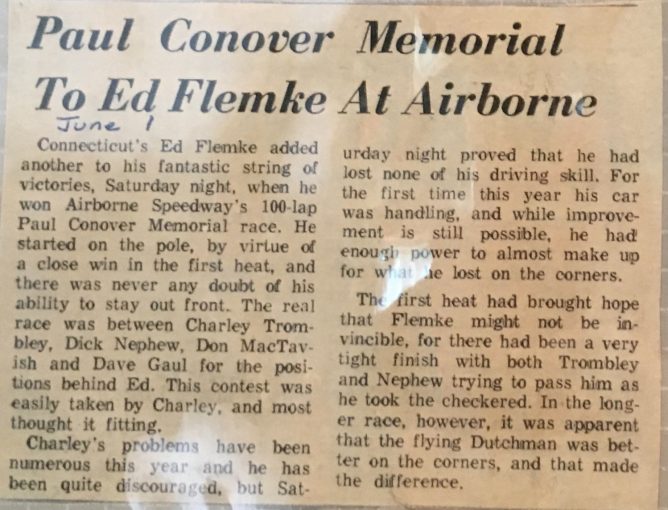 Paul Conover Memorial
To Ed Flemke At Airborne
June 1
Connecticut's Ed Flemke added
another to his fantastic string of
victories, Saturday night, when he
won Airborne Speedway's 100-lap
Paul Conover Memorial race. He
started on the pole, by virtue of
a close win in the first heat, and
there was never any doubt of his
ability to stay out front. The real
race was between Charley Trom-
bley, Dick Nephew, Don MacTav-
ish and Dave Gaul for the posi-
tions behind Ed. This contest was
easily taken by Charley, and most
thought it fitting.
Charley's problems have been
numerous this year and he has
been quite discouraged, but Sat-
urday night proved that he had
lost none of his driving skill. For
the first time this year his car
was handling, and while improve-
ment is still possible, he had
enough power to almost make up
for what he lost on the corners.
The first heat had brought hope
that Flemke might not be in-
vincible, for there had been a very
tight finish with both Trombley
and Nephew trying to pass him as
he took the checkered. In the long-
er race, however, it was apparent
that the flying Dutchman was bet-
ter on the corners, and that made
the difference.